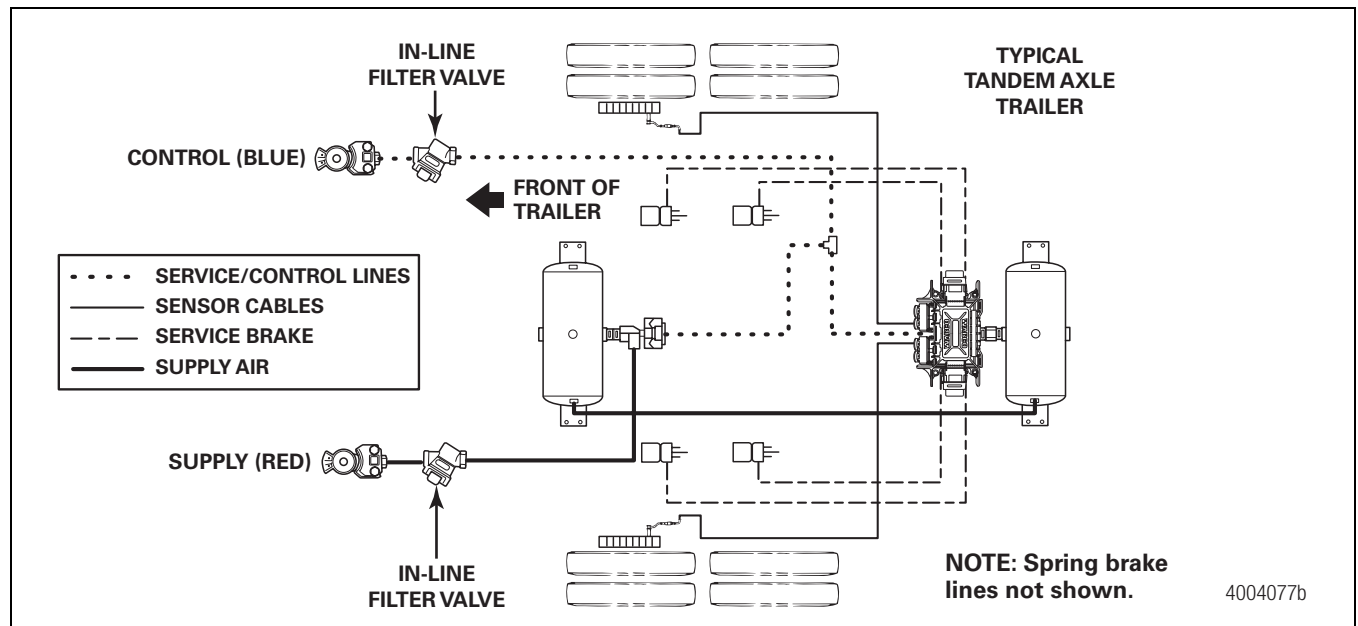 IN-LINE
FILTER VALVE
TYPICAL
TANDEM AXLE
TRAILER
CONTROL (BLUE)
FRONT OF
TRAILER
SERVICE/CONTROL LINES
SENSOR CABLES
SERVICE BRAKE
SUPPLY AIR
SUPPLY (RED)
IN-LINE
FILTER VALVE
NOTE: Spring brake
lines not shown.
4004077b